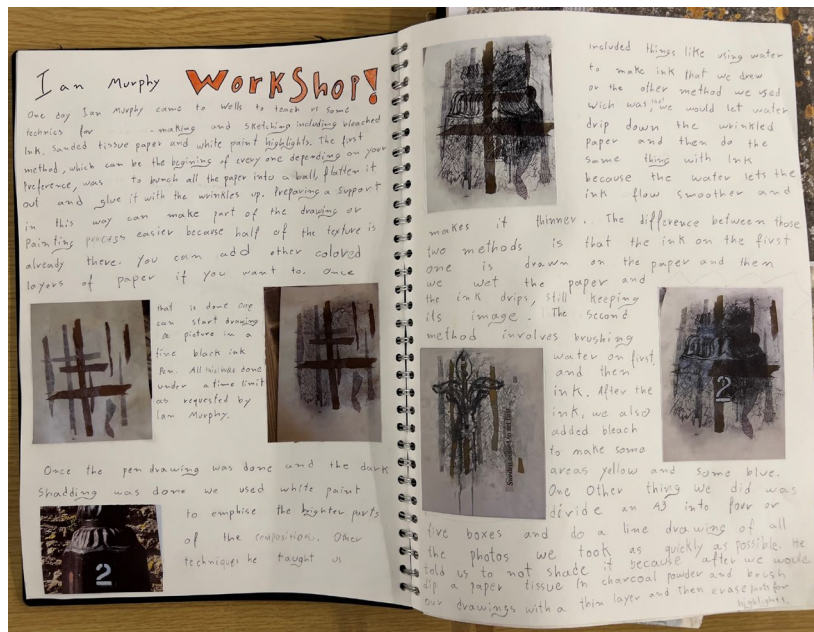 Ian Murphy WORKSHOP!
One day Ian Murphy came to Wells to teach us some
technics for making and sketching including bleached
Ink. Sanded tissue paper and white paint highlights. The first
method, which can be the begining of every one depending on your
Preference, was to bunch all the paper into a ball, flatten it
out and glue it with the wrinkles up. Preparing a support
in this way can make part of the drawing or
Painting process easier because half of the texture is
already there. You can add other colored
layers of paper if you want to. Once
that is done one
can start drawing
a picture in a
fine black ink
Pen. All this was done
under a time limit
as requested by
Ian Murphy.
Once the pen drawing was done and the dark
Shadding was done we used white paint
to emphise the brighter parts
of the composition. Other
techniques he taught us
2
included things like using water
to make ink that we drew
or the other method we used
wich was, that we would let water
drip down the wrinkled
paper and then do the
same thing with Ink
because the water lets the
ink flow smoother and
makes it thinner. The difference between those
two methods is that the ink on the first
one is drawn on the paper and then
we wet the paper and
the ink drips, still keeping
its image. The second
method involves brushing
water on first,
and then
ink. After the
ink, we also
added bleach
to make some
areas yellow and some blue.
One Other thing we did was
divide an A3 into four or
five boxes and do a line drawing of all
the photos we took as quickly as possible. He
told us to not shade it because after we would
dip a paper tissue In charcoal powder and brush
our drawings with a thin layer and then erase parts for
highlights.
2